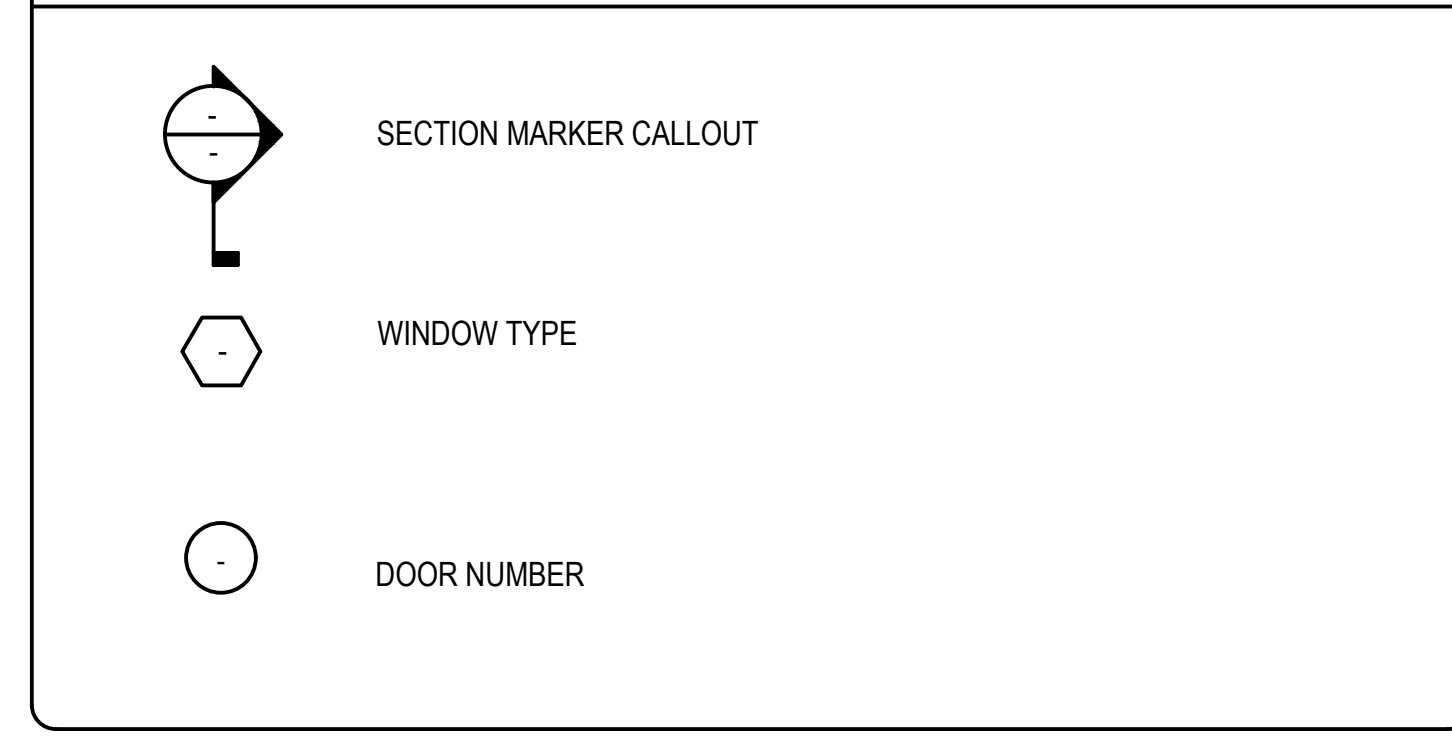 -
-
SECTION MARKER CALLOUT
-
WINDOW TYPE
-
DOOR NUMBER